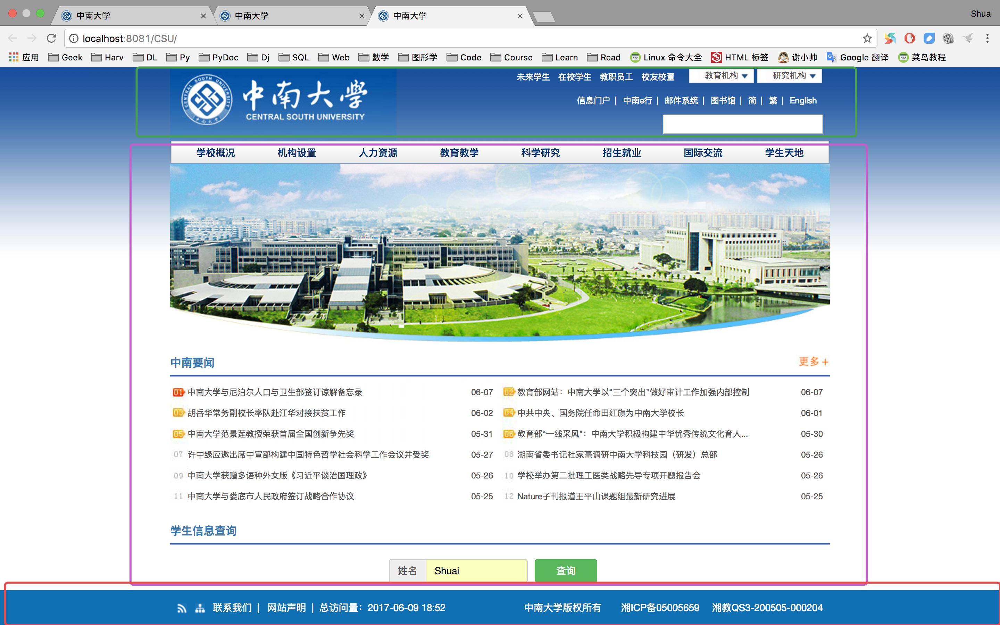 中南大学
中南大学
中南大学
Shuai
localhost:8081/CSU/
应用 Geek Harv DL Py PyDoc Dj SQL Web 数学 图形学 Code Course Learn Read Linux 命令大全 HTML 标签 谢小帅 Google 翻译 菜鸟教程
CENTRAL SOUTH UNIVERSITY
中南大学
中南大学
CENTRAL SOUTH UNIVERSITY
未来学生 在校学生 教职员工 校友校董 教育机构 研究机构
信息门户 | 中南e行 | 邮件系统 | 图书馆 | 简 | 繁 | English
学校概况 机构设置 人力资源 教育教学 科学研究 招生就业 国际交流 学生天地
中南要闻 更多+
01 中南大学与尼泊尔人口与卫生部签订谅解备忘录 06-07
02 教育部网站：中南大学以“三个突出”做好审计工作加强内部控制 06-07
03 胡岳华常务副校长率队赴江华对接扶贫工作 06-02
04 中共中央、国务院任命田红旗为中南大学校长 06-01
05 中南大学范景莲教授荣获首届全国创新争先奖 05-31
06 教育部“一线采风”：中南大学积极构建中华优秀传统文化育人... 05-30
07 许中缘应邀出席中宣部构建中国特色哲学社会科学工作会议并受奖 05-27
08 湖南省委书记杜家毫调研中南大学科技园（研发）总部 05-26
09 中南大学获赠多语种外文版《习近平谈治国理政》 05-26
10 学校举办第二批理工医类战略先导专项开题报告会 05-26
11 中南大学与娄底市人民政府签订战略合作协议 05-25
12 Nature子刊报道王平山课题组最新研究进展 05-25
学生信息查询
姓名 Shuai 查询
联系我们 | 网站声明 | 总访问量：2017-06-09 18:52 中南大学版权所有 湘ICP备05005659 湘教QS3-200505-000204